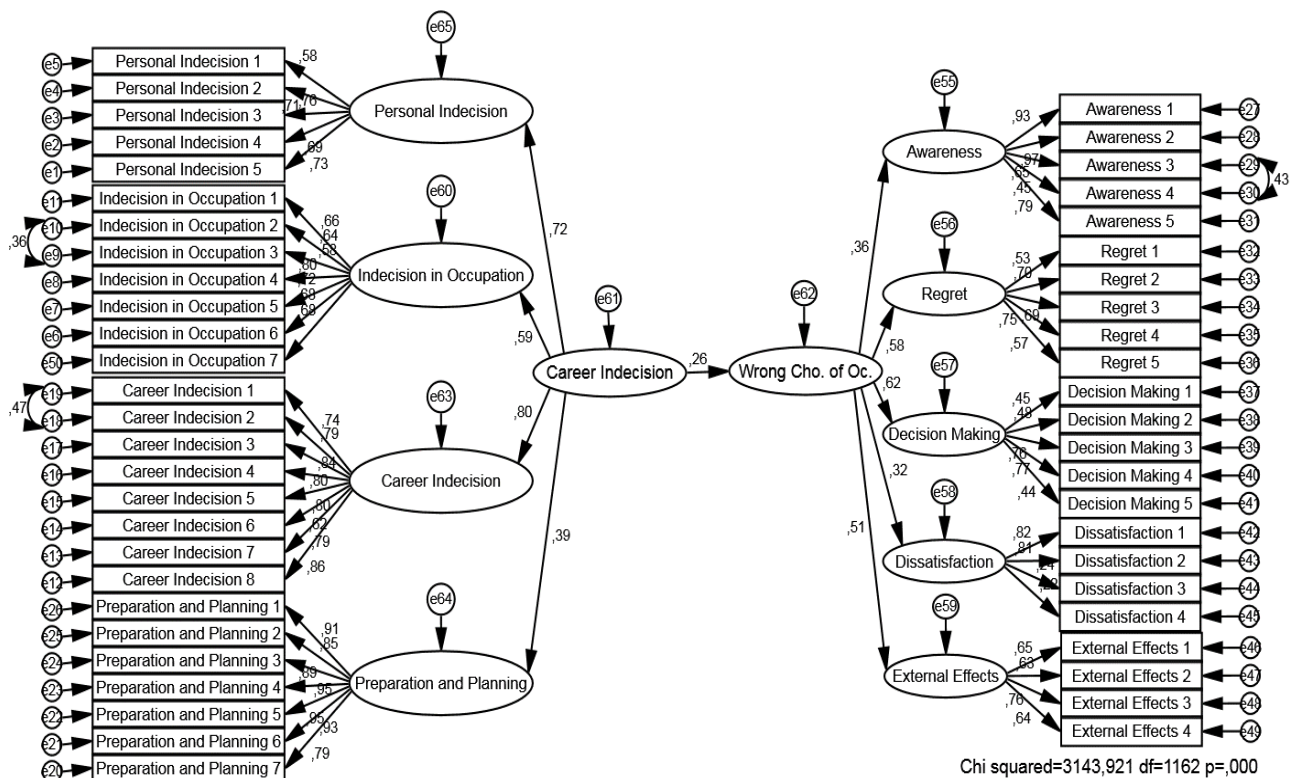 e65
e5
Personal Indecision 1
,58
e4
Personal Indecision 2
,76
e3
Personal Indecision 3
,71
Personal Indecision
e2
Personal Indecision 4
,69
e1
Personal Indecision 5
,73
e60
e11
Indecision in Occupation 1
,66
e10
Indecision in Occupation 2
,64
,36
e9
Indecision in Occupation 3
,58
e8
Indecision in Occupation 4
,80
Indecision in Occupation
e7
Indecision in Occupation 5
,72
e6
Indecision in Occupation 6
,68
e50
Indecision in Occupation 7
e63
e19
Career Indecision 1
,74
,47
e18
Career Indecision 2
,79
e17
Career Indecision 3
,84
e16
Career Indecision 4
,80
Career Indecision
e15
Career Indecision 5
,80
e14
Career Indecision 6
,62
e13
Career Indecision 7
,79
e12
Career Indecision 8
,86
e64
e26
Preparation and Planning 1
,91
e25
Preparation and Planning 2
,85
e24
Preparation and Planning 3
,89
e23
Preparation and Planning 4
,95
Preparation and Planning
e22
Preparation and Planning 5
,95
e21
Preparation and Planning 6
,93
e20
Preparation and Planning 7
,79
,72
,59
,80
,39
e61
Career Indecision
,26
e62
Wrong Cho. of Oc.
,36
,58
,62
,32
,51
e55
Awareness
,93
Awareness 1
e27
Awareness 2
e28
,97
Awareness 3
e29
,65
,43
Awareness 4
e30
,45
Awareness 5
e31
,79
e56
Regret
,53
Regret 1
e32
,70
Regret 2
e33
Regret 3
e34
,69
Regret 4
e35
,75
Regret 5
e36
,57
e57
Decision Making
,45
Decision Making 1
e37
,48
Decision Making 2
e38
Decision Making 3
e39
,76
Decision Making 4
e40
,77
Decision Making 5
e41
,44
e58
Dissatisfaction
,82
Dissatisfaction 1
e42
,81
Dissatisfaction 2
e43
,24
Dissatisfaction 3
e44
Dissatisfaction 4
e45
e59
External Effects
,65
External Effects 1
e46
,63
External Effects 2
e47
,76
External Effects 3
e48
,64
External Effects 4
e49
Chi squared=3143,921 df=1162 p=,000